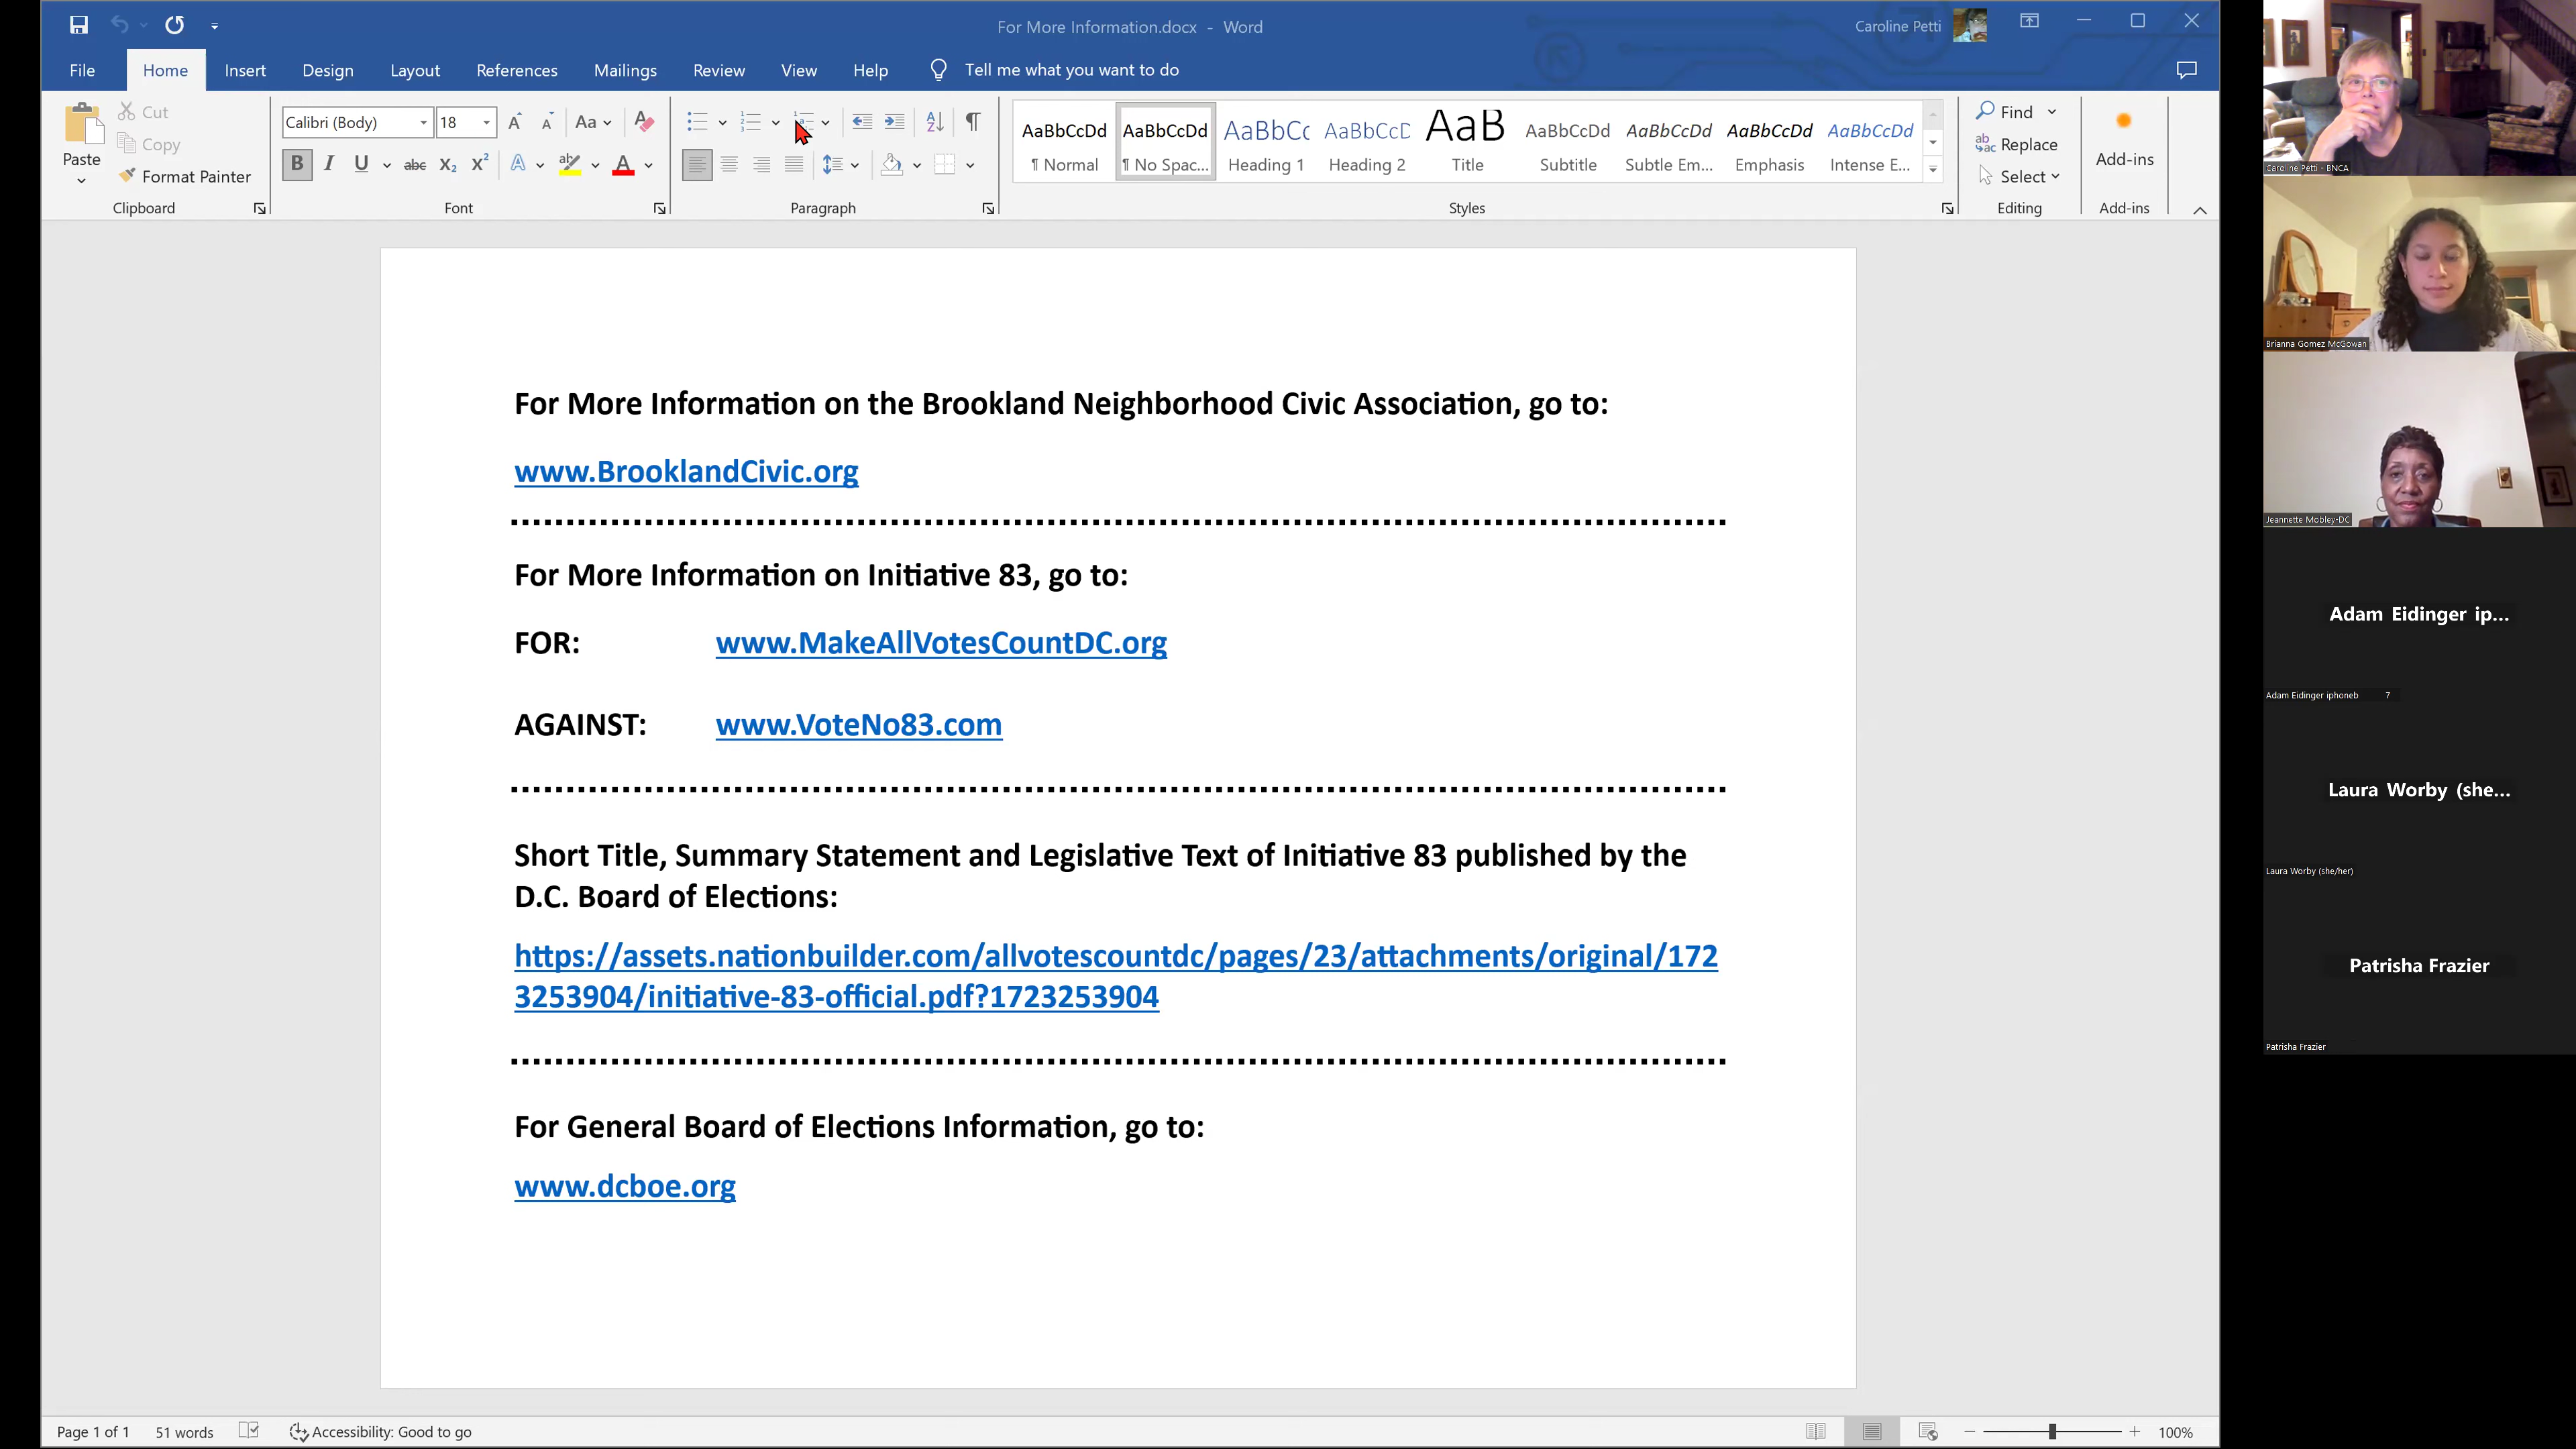 For More Information.docx - Word
Caroline Petti
File Home Insert Design Layout References Mailings Review View Help Tell me what you want to do
Paste
Cut
Copy
Format Painter
Clipboard
Calibri (Body) 18
Font
Paragraph
AaBbCcDd AaBbCcDd AaBbCc AaBbCcD AaB AaBbCcDd AaBbCcDd AaBbCcDd AaBbCcDd
¶ Normal ¶ No Spac... Heading 1 Heading 2 Title Subtitle Subtle Em... Emphasis Intense E...
Styles
Find
Replace
Select
Editing
Add-ins
Add-ins
For More Information on the Brookland Neighborhood Civic Association, go to:
www.BrooklandCivic.org
For More Information on Initiative 83, go to:
FOR: www.MakeAllVotesCountDC.org
AGAINST: www.VoteNo83.com
Short Title, Summary Statement and Legislative Text of Initiative 83 published by the
D.C. Board of Elections:
https://assets.nationbuilder.com/allvotescountdc/pages/23/attachments/original/172
3253904/initiative-83-official.pdf?1723253904
For General Board of Elections Information, go to:
www.dcboe.org
Page 1 of 1 51 words Accessibility: Good to go 100%
Caroline Petti - BNCA
Brianna Gomez McGowan
Jeannette Mobley-DC
Adam Eidinger ip...
Adam Eidinger iphoneb 7
Laura Worby (she...
Laura Worby (she/her)
Patrisha Frazier
Patrisha Frazier